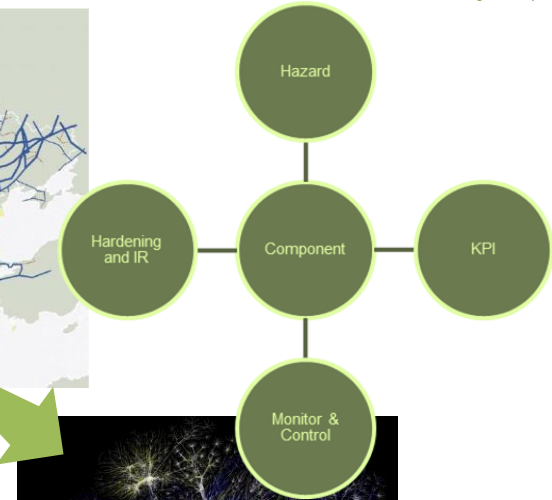 Hazard
Hardening
and IR
Component
KPI
Monitor &
Control